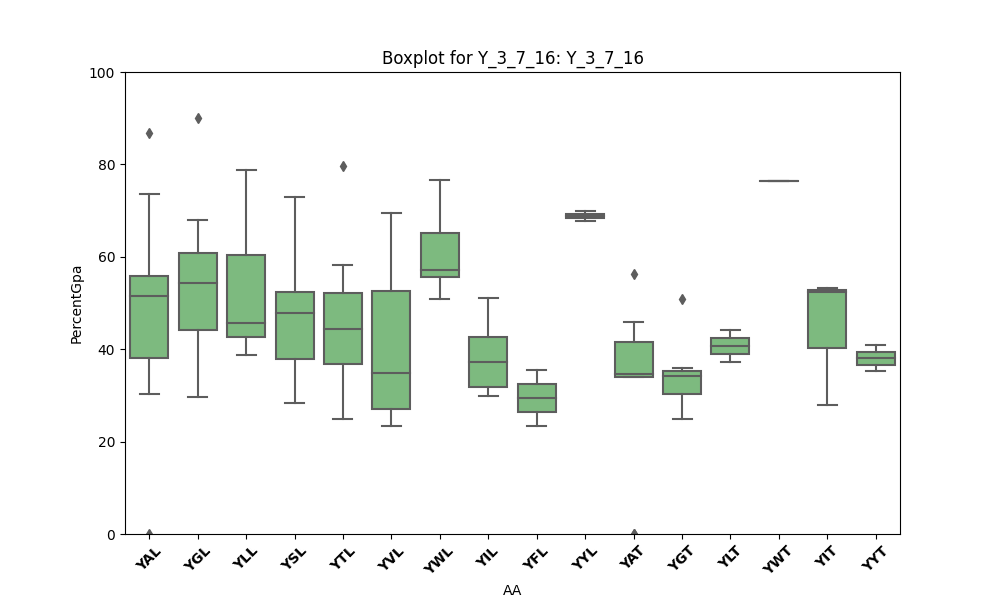 Boxplot for Y_3_7_16: Y_3_7_16
100
80
60
40
20
0
PercentGpa
YAL YGL YLL YSL YTL YVL YWL YIL YFL YYL YAT YGT YLT YWT YIT YYT
AA